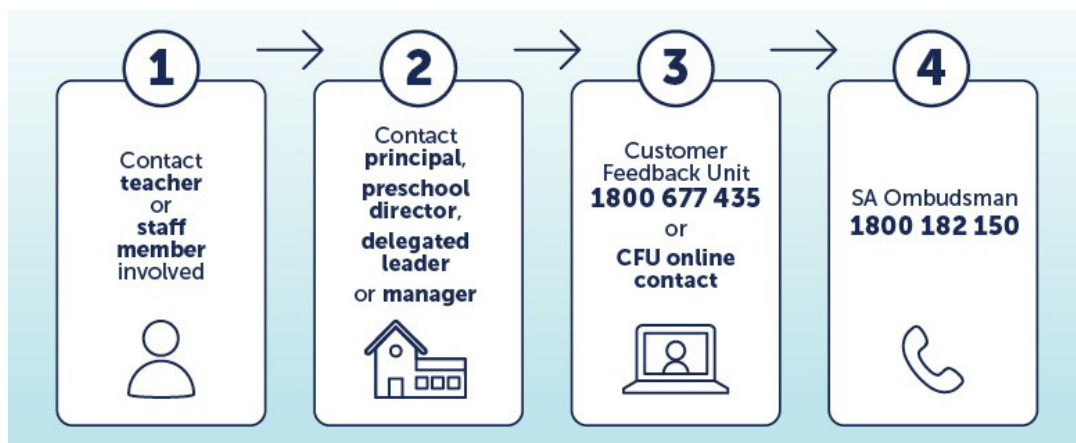 1
Contact
teacher
or
staff
member
involved
2
Contact
principal,
preschool
director,
delegated
leader
or manager
3
Customer
Feedback Unit
1800 677 435
or
CFU online
contact
4
SA Ombudsman
1800 182 150